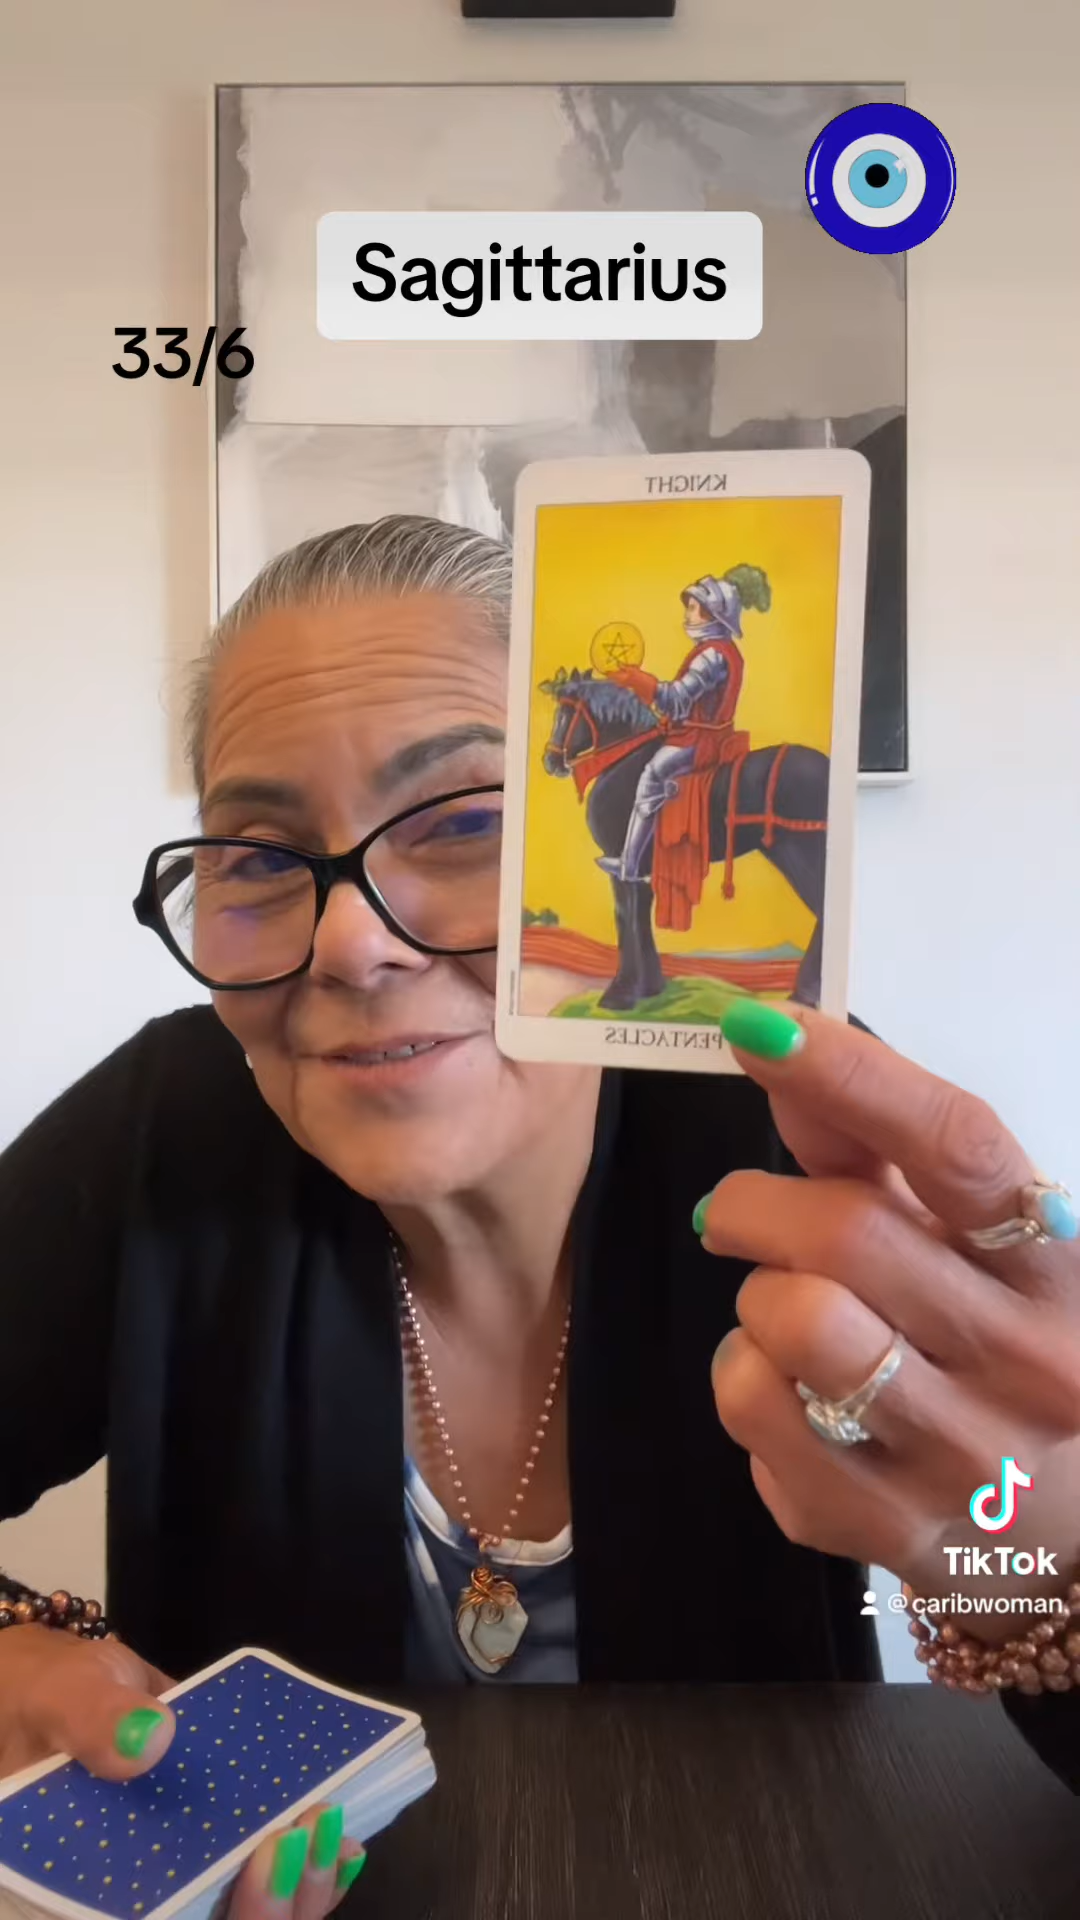 Sagittarius
33/6
KNIGHT
PENTACLES
TikTok
@caribwoman